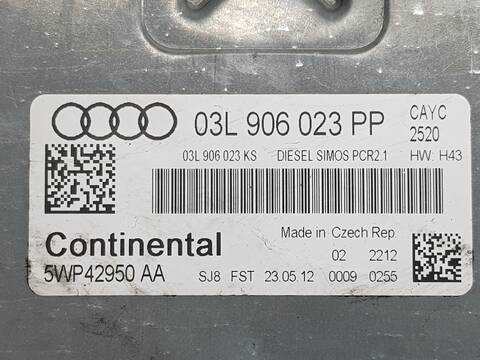 03L 906 023 PP CAYC
2520
03L 906 023 KS DIESEL SIMOS PCR2.1 HW: H43
Continental Made in Czech Rep.
02 2212
5WP42950 AA SJ8 FST 23.05.12 0009 0255